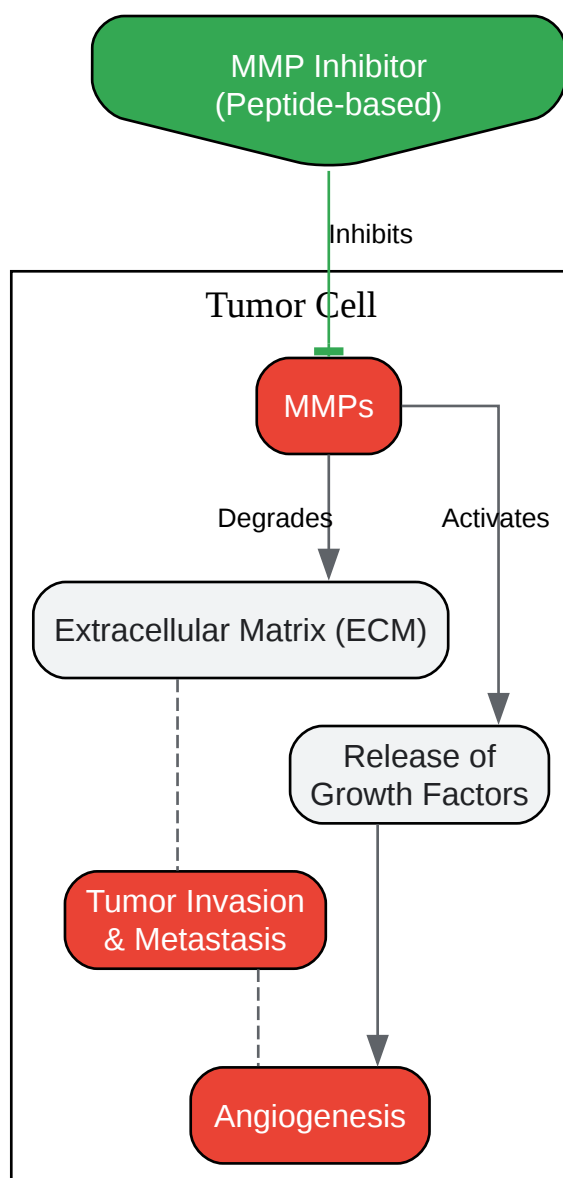 MMP Inhibitor
(Peptide-based)
Inhibits
Tumor Cell
MMPs
Degrades
Activates
Extracellular Matrix (ECM)
Release of
Growth Factors
Tumor Invasion
& Metastasis
Angiogenesis